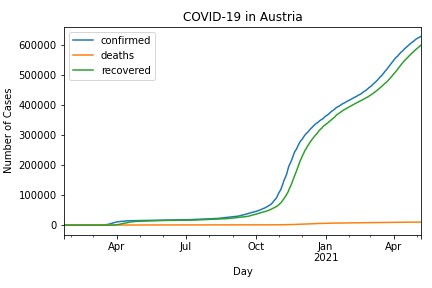 COVID-19 in Austria
confirmed
deaths
recovered
Number of Cases
600000
500000
400000
300000
200000
100000
0
Apr
Jul
Oct
Jan
2021
Apr
Day